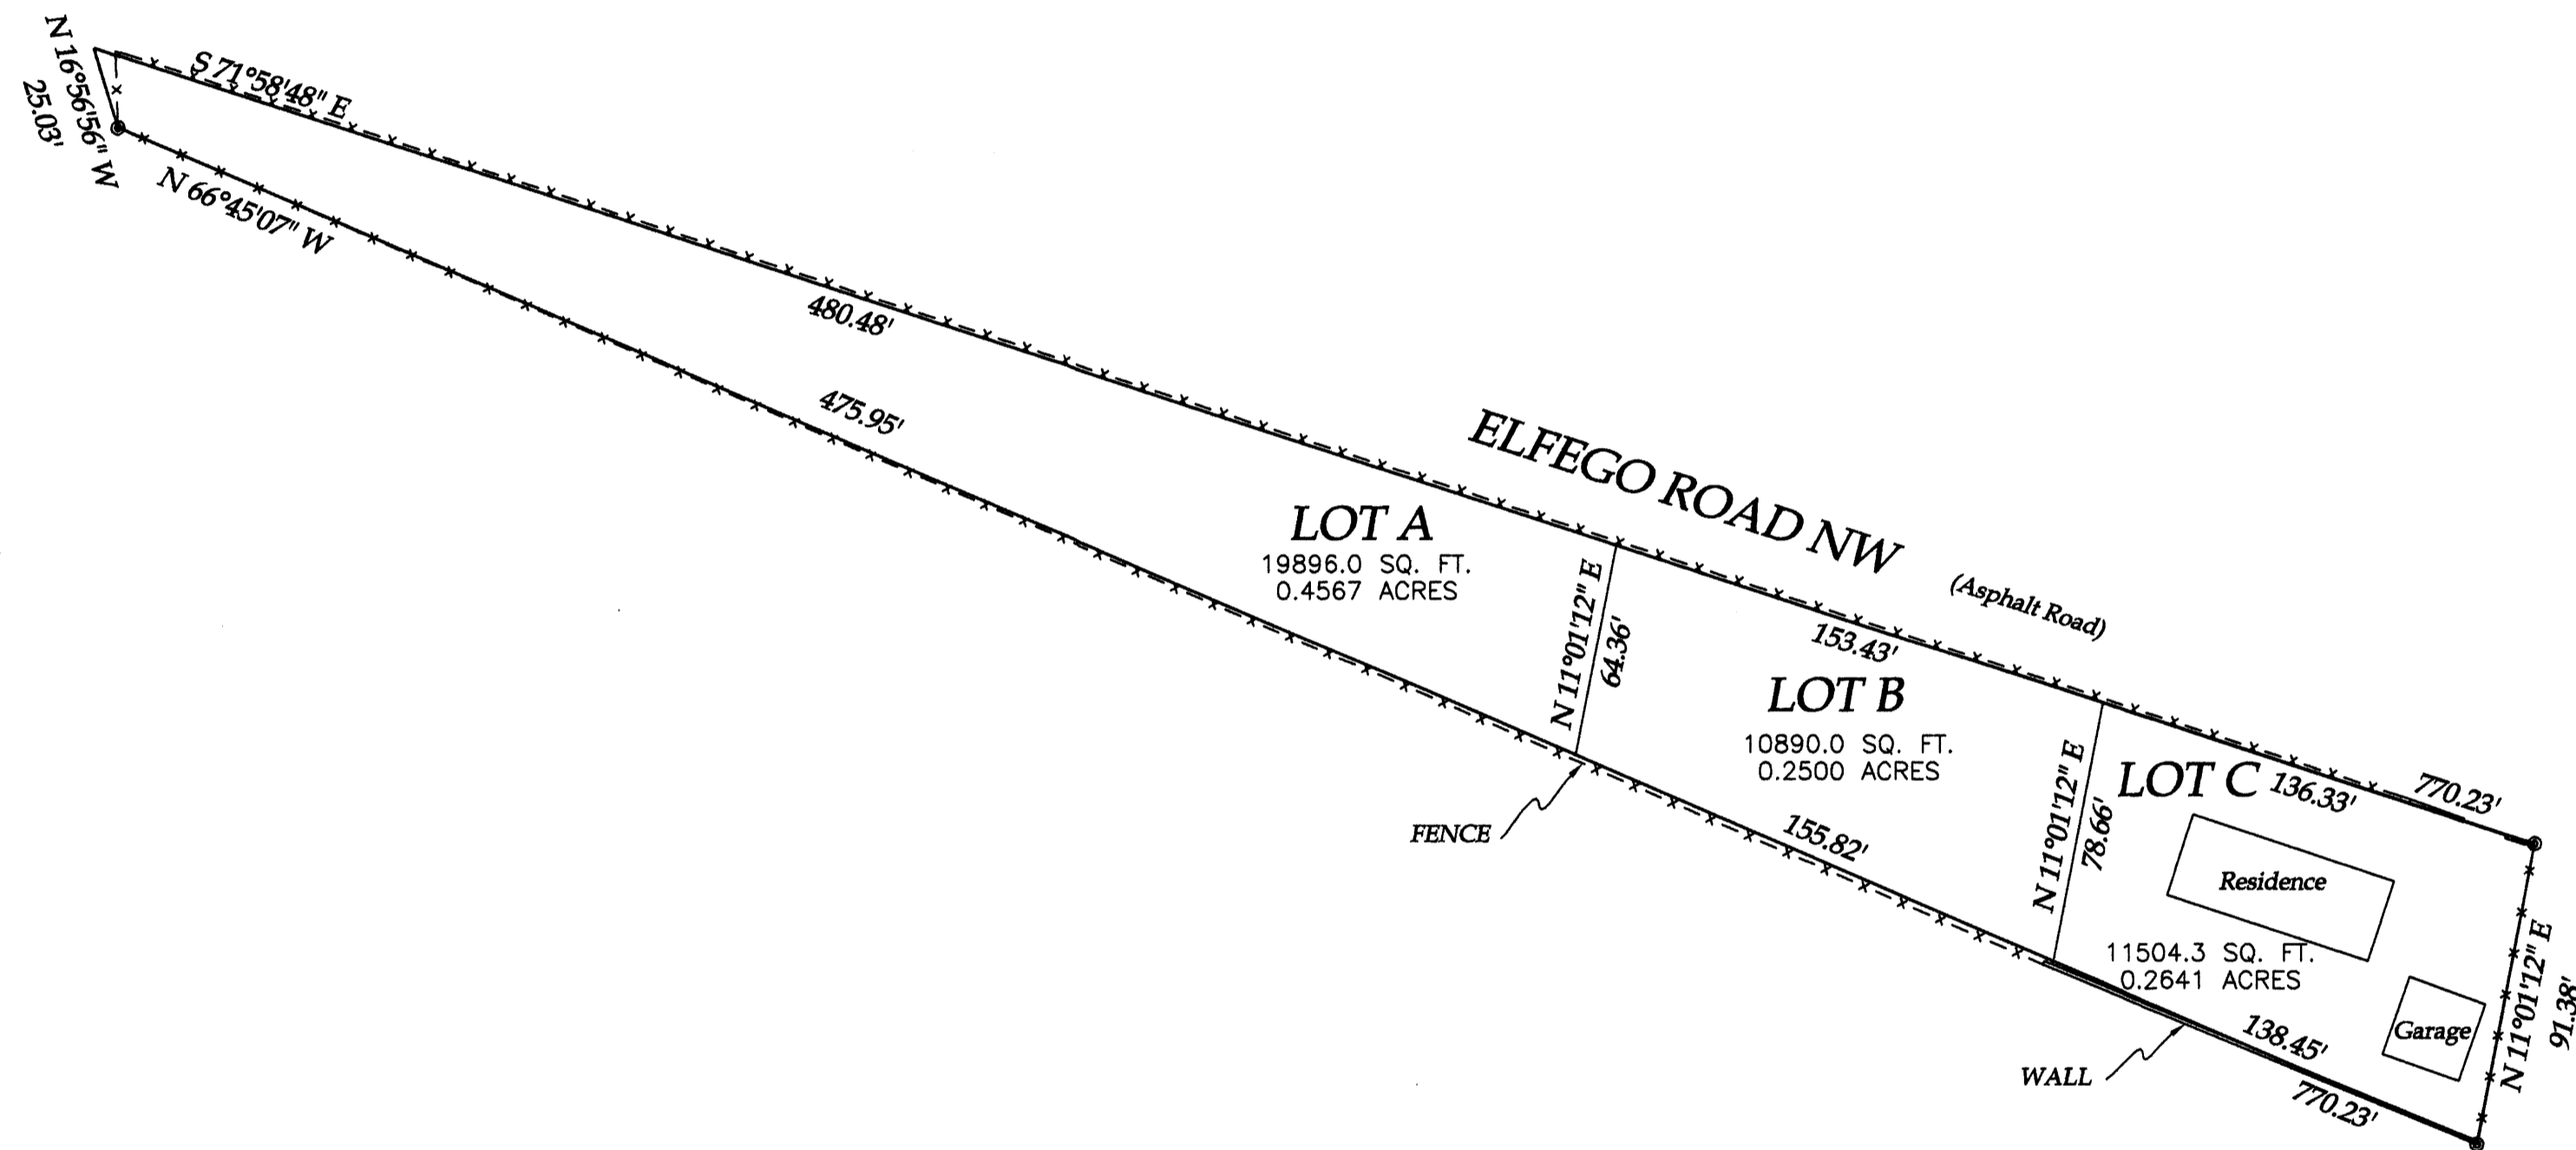 N 16°56'56" W
25.03'
S 71°58'48" E
N 66°45'07" W
480.48'
475.95'
ELFEGO ROAD NW
(Asphalt Road)
LOT A
19896.0 SQ. FT.
0.4567 ACRES
N 11°01'12" E
64.36'
153.43'
LOT B
10890.0 SQ. FT.
0.2500 ACRES
FENCE
155.82'
N 11°01'12" E
78.66'
LOT C
136.33'
770.23'
Residence
11504.3 SQ. FT.
0.2641 ACRES
Garage
N 11°01'12" E
91.38'
138.45'
WALL
770.23'